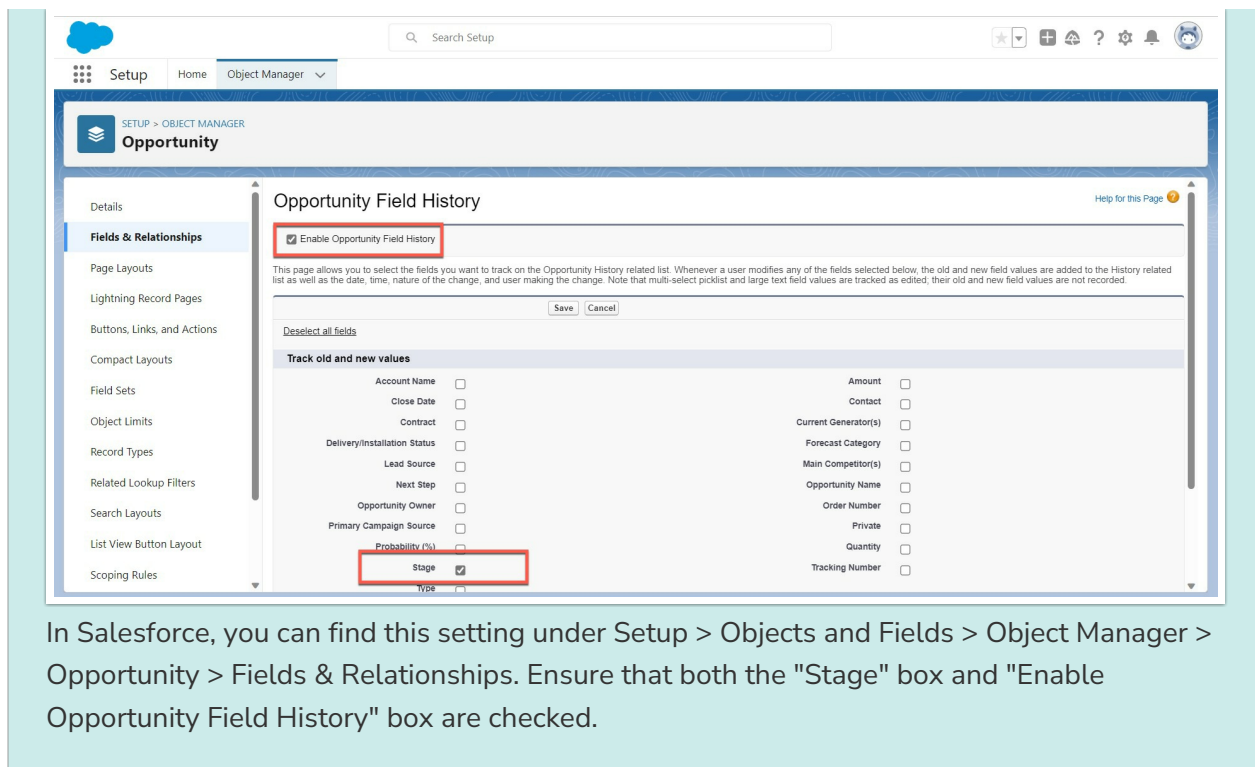 Search Setup
Setup Home Object Manager
SETUP > OBJECT MANAGER
Opportunity
Details
Fields & Relationships
Page Layouts
Lightning Record Pages
Buttons, Links, and Actions
Compact Layouts
Field Sets
Object Limits
Record Types
Related Lookup Filters
Search Layouts
List View Button Layout
Scoping Rules
Opportunity Field History
Help for this Page ?
Enable Opportunity Field History
This page allows you to select the fields you want to track on the Opportunity History related list. Whenever a user modifies any of the fields selected below, the old and new field values are added to the History related
list as well as the date, time, nature of the change, and user making the change. Note that multi-select picklist and large text field values are tracked as edited; their old and new field values are not recorded.
Save Cancel
Deselect all fields
Track old and new values
Account Name Amount
Close Date Contact
Contract Current Generator(s)
Delivery/Installation Status Forecast Category
Lead Source Main Competitor(s)
Next Step Opportunity Name
Opportunity Owner Order Number
Primary Campaign Source Private
Probability (%) Quantity
Stage Tracking Number
Type
In Salesforce, you can find this setting under Setup > Objects and Fields > Object Manager >
Opportunity > Fields & Relationships. Ensure that both the "Stage" box and "Enable
Opportunity Field History" box are checked.